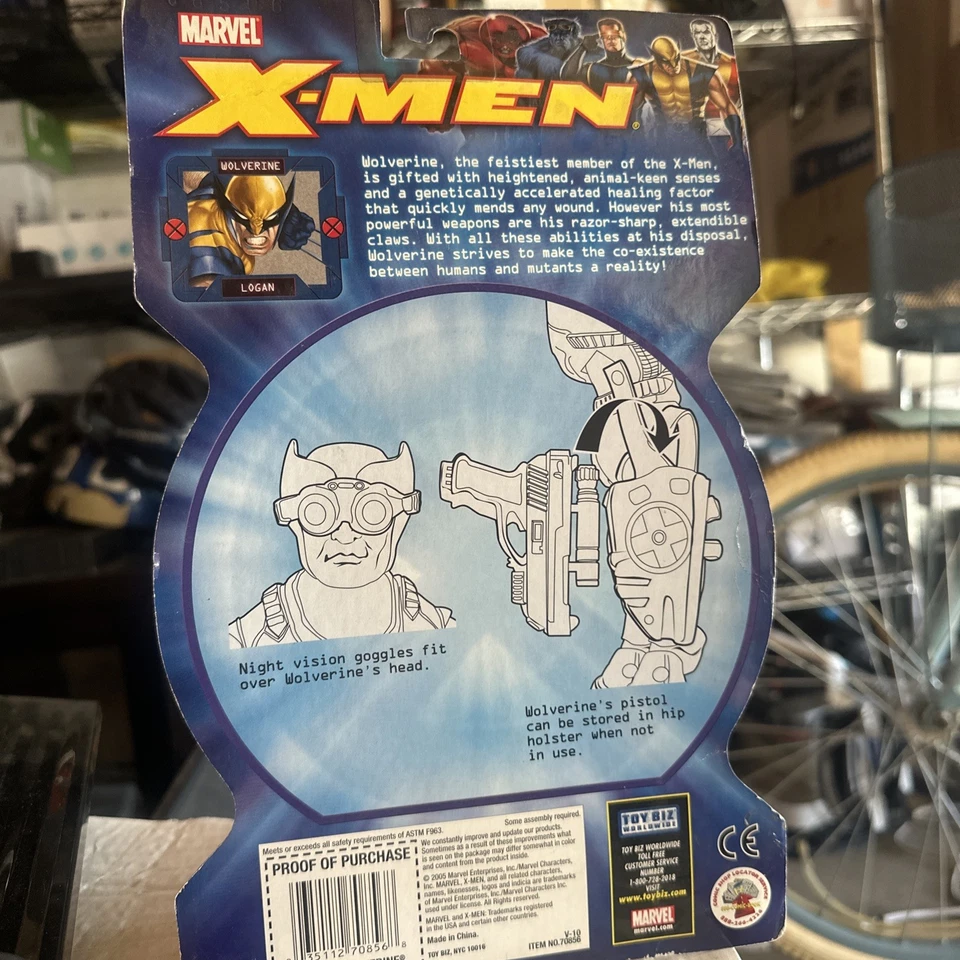 MARVEL
X-MEN
WOLVERINE
LOGAN
Wolverine, the feistiest member of the X-Men,
is gifted with heightened, animal-keen senses
and a genetically accelerated healing factor
that quickly mends any wound. However his most
powerful weapons are his razor-sharp, extendible
claws. With all these abilities at his disposal,
Wolverine strives to make the co-existence
between humans and mutants a reality!
Night vision goggles fit
over Wolverine's head.
Wolverine's pistol
can be stored in hip
holster when not
in use.
Meets or exceeds all safety requirements of ASTM F963.
Some assembly required.
PROOF OF PURCHASE
35112 70856 8
We constantly improve and update our products.
Sometimes as a result of these improvements what
is seen on the package may differ somewhat in color
and content from the product inside.
© 2005 Marvel Enterprises, Inc./Marvel Characters,
Inc. MARVEL, X-MEN, and all related characters,
names, likenesses, logos and indicia are trademarks
of Marvel Enterprises, Inc./Marvel Characters Inc.
used under license. All Rights Reserved.
MARVEL and X-MEN: Trademarks registered
in the USA and certain other countries.
Made in China.
TOY BIZ, NYC 10016
V-10
ITEM NO.70856
TOY BIZ
WORLDWIDE
TOY BIZ WORLDWIDE
TOLL FREE
CUSTOMER SERVICE
NUMBER
1-800-728-2018
VISIT
www.toybiz.com
MARVEL
marvel.com
CE
COMIC SHOP LOCATOR SERVICE